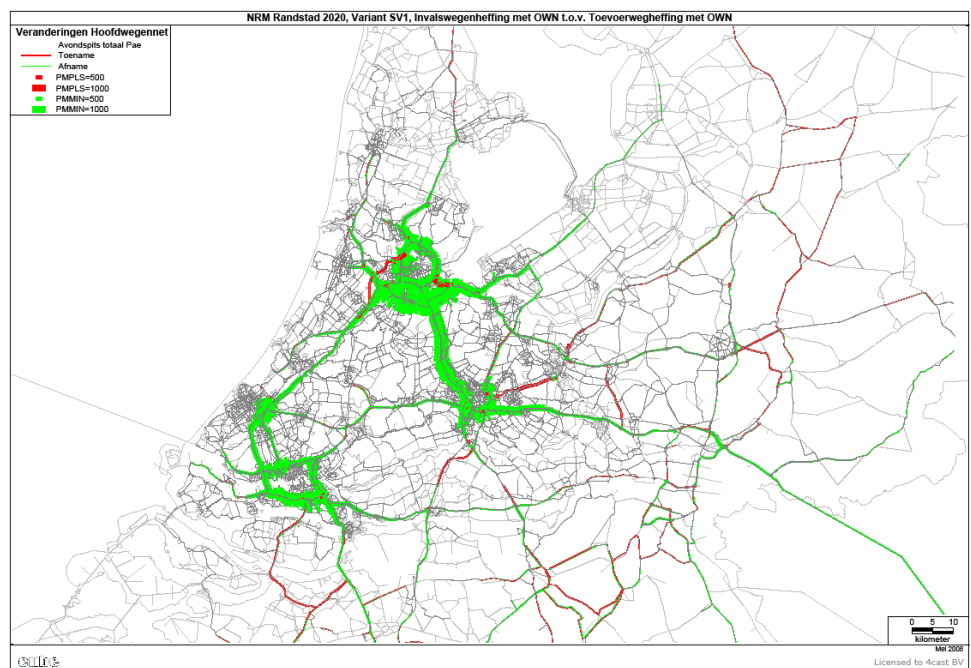 NRM Randstad 2020, Variant SV1, Invalswegenheffing met OWN t.o.v. Toevoerwegheffing met OWN
Veranderingen Hoofdwegennet
Avondspits totaal Pae
Toename
Afname
PMPLS=500
PMPLS=1000
PMMIN=500
PMMIN=1000
0 5 10
kilometer
Mei 2008
cube
Licensed to 4cast BV